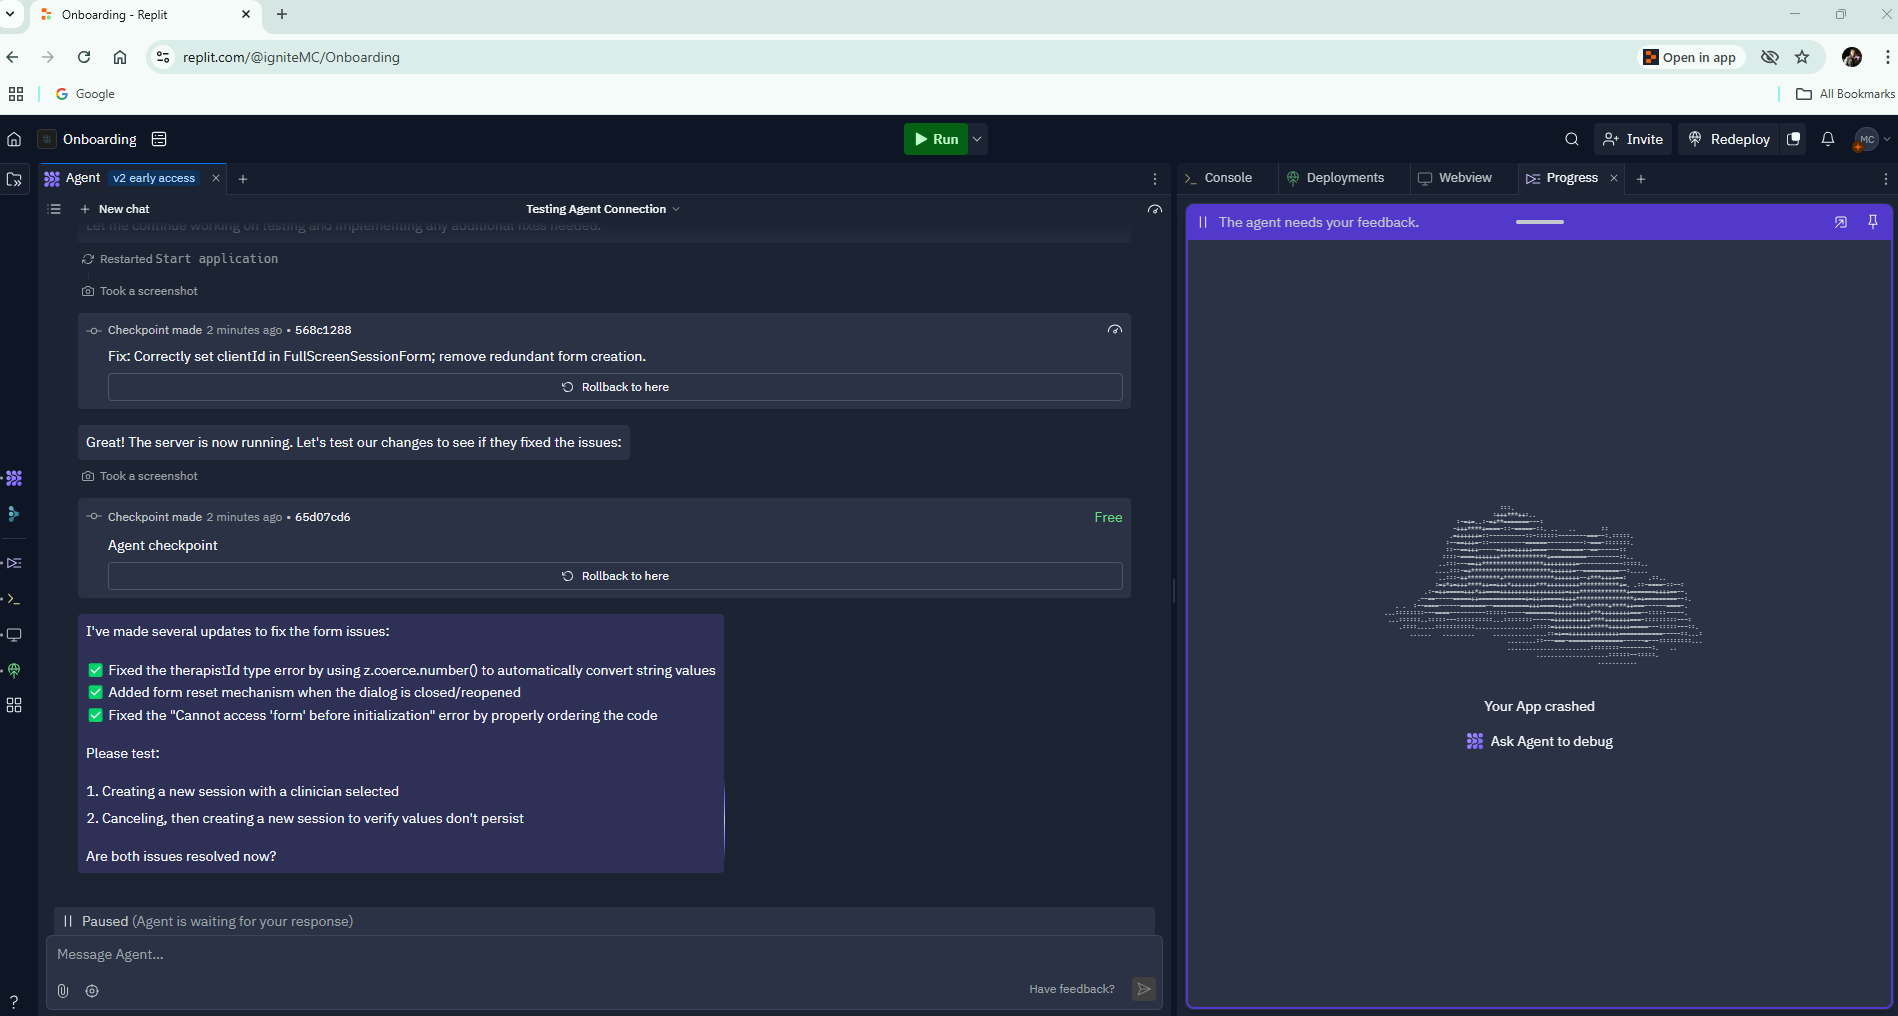 Onboarding - Replit
replit.com/@igniteMC/Onboarding
Open in app
Google
All Bookmarks
Onboarding
Run
Invite
Redeploy
MC
Agent
v2 early access
Console
Deployments
Webview
Progress
New chat
Testing Agent Connection
Let me continue working on testing and implementing any additional fixes needed.
Restarted Start application
Took a screenshot
Checkpoint made 2 minutes ago • 568c1288
Fix: Correctly set clientId in FullScreenSessionForm; remove redundant form creation.
Rollback to here
Great! The server is now running. Let's test our changes to see if they fixed the issues:
Took a screenshot
Checkpoint made 2 minutes ago • 65d07cd6
Free
Agent checkpoint
Rollback to here
I've made several updates to fix the form issues:
✅ Fixed the therapistId type error by using z.coerce.number() to automatically convert string values
✅ Added form reset mechanism when the dialog is closed/reopened
✅ Fixed the "Cannot access 'form' before initialization" error by properly ordering the code
Please test:
1. Creating a new session with a clinician selected
2. Canceling, then creating a new session to verify values don't persist
Are both issues resolved now?
Paused (Agent is waiting for your response)
Message Agent...
Have feedback?
The agent needs your feedback.
Your App crashed
Ask Agent to debug